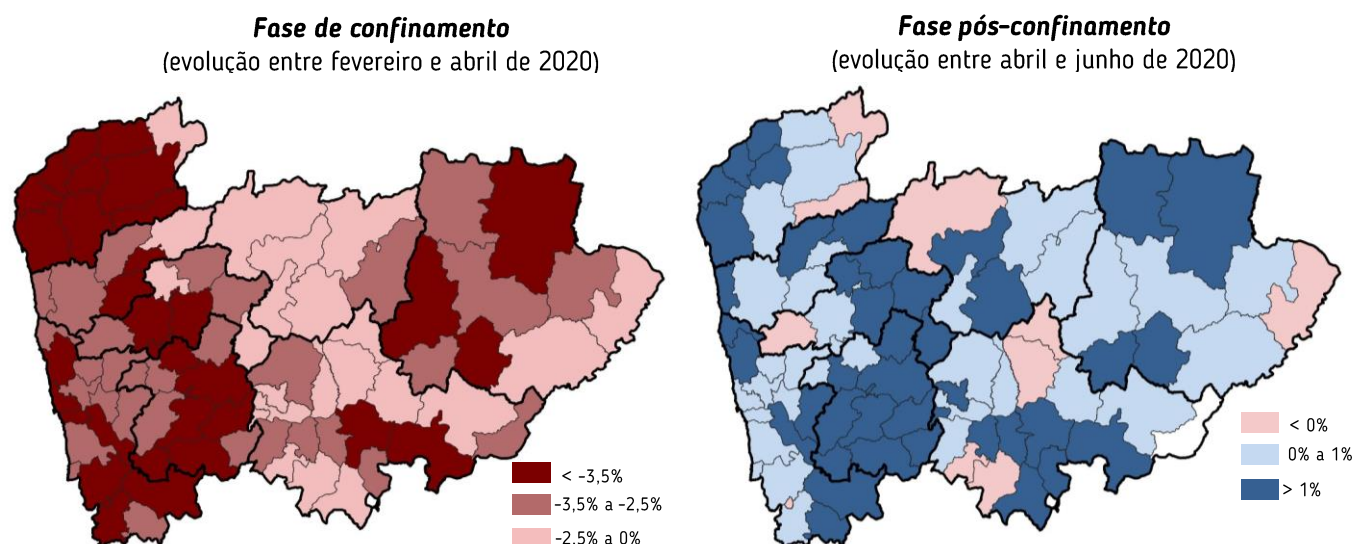 Fase de confinamento
(evolução entre fevereiro e abril de 2020)
< -3,5%
-3,5% a -2,5%
-2,5% a 0%
Fase pós-confinamento
(evolução entre abril e junho de 2020)
< 0%
0% a 1%
> 1%